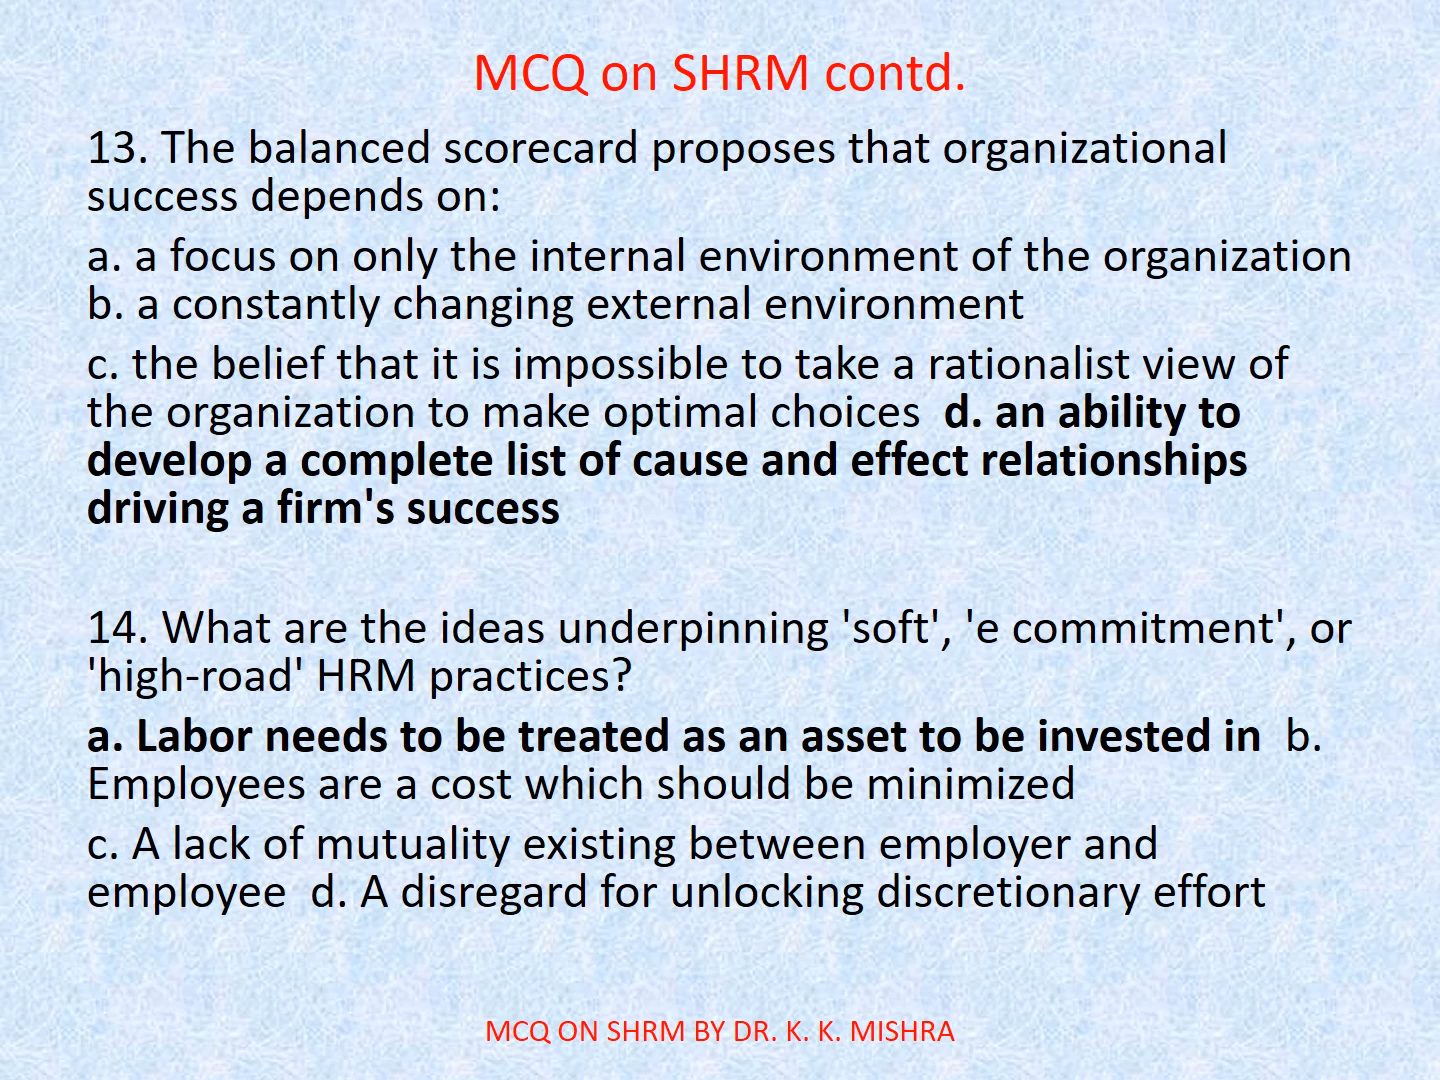 MCQ on SHRM contd.
13. The balanced scorecard proposes that organizational
success depends on:
a. a focus on only the internal environment of the organization
b. a constantly changing external environment
c. the belief that it is impossible to take a rationalist view of
the organization to make optimal choices  d. an ability to
develop a complete list of cause and effect relationships
driving a firm's success
14. What are the ideas underpinning 'soft', 'e commitment', or
'high-road' HRM practices?
a. Labor needs to be treated as an asset to be invested in  b.
Employees are a cost which should be minimized
c. A lack of mutuality existing between employer and
employee  d. A disregard for unlocking discretionary effort
MCQ ON SHRM BY DR. K. K. MISHRA